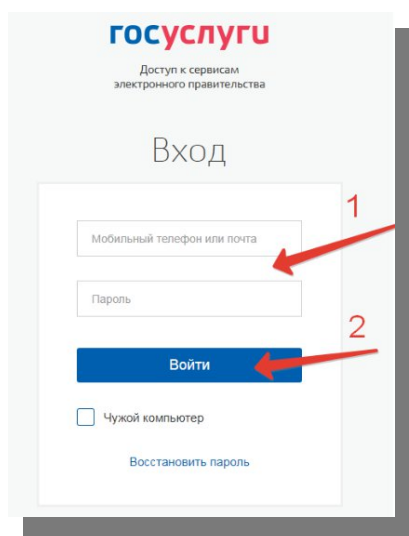 госуслуги
Доступ к сервисам
электронного правительства
Вход
1
Мобильный телефон или почта
Пароль
2
Войти
Чужой компьютер
Восстановить пароль